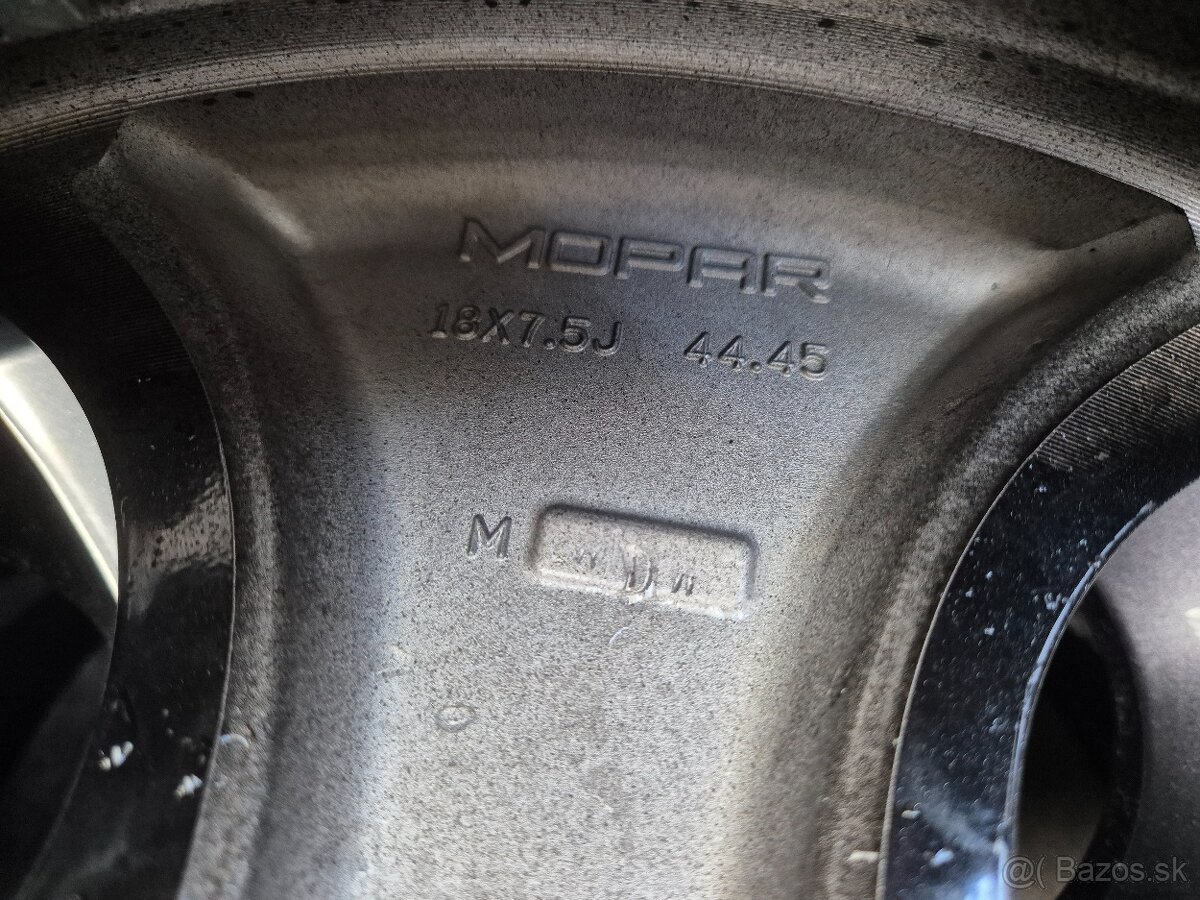 MOPAR
18X7.5J 44.45
M "D"
@( Bazos.sk